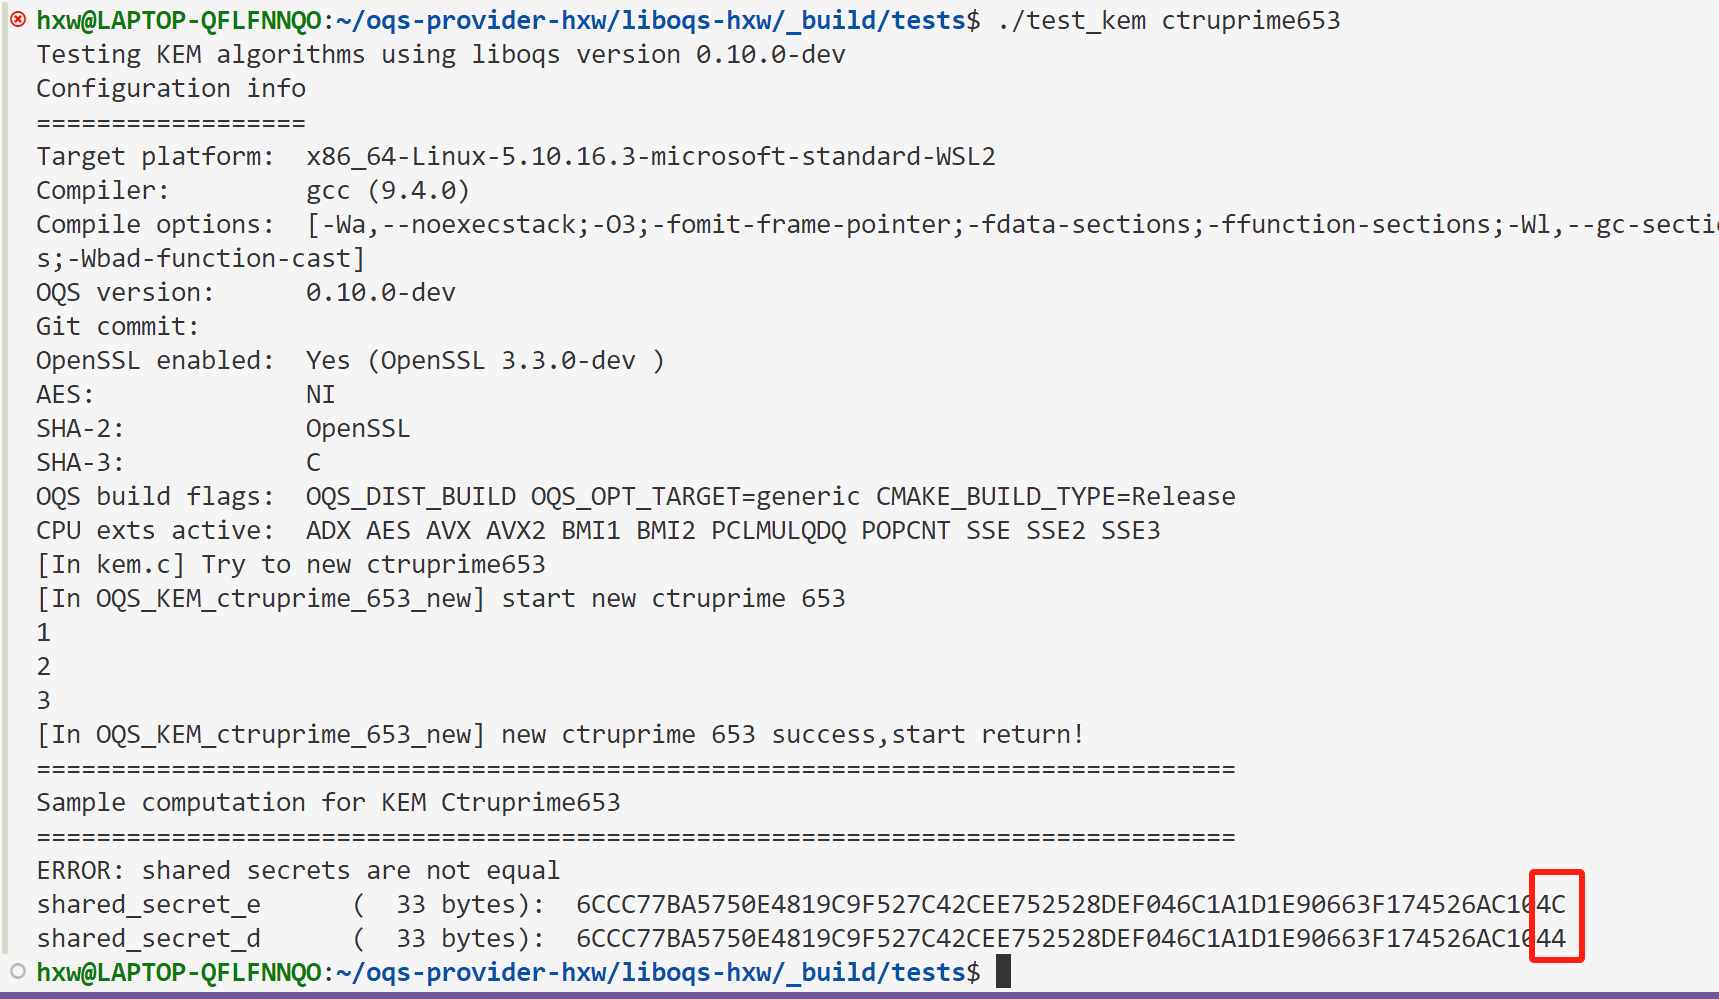 hxw@LAPTOP-QFLFNNQO:~/oqs-provider-hxw/liboqs-hxw/_build/tests$ ./test_kem ctruprime653
Testing KEM algorithms using liboqs version 0.10.0-dev
Configuration info
==================
Target platform:  x86_64-Linux-5.10.16.3-microsoft-standard-WSL2
Compiler:         gcc (9.4.0)
Compile options:  [-Wa,--noexecstack;-O3;-fomit-frame-pointer;-fdata-sections;-ffunction-sections;-Wl,--gc-sectio
s;-Wbad-function-cast]
OQS version:      0.10.0-dev
Git commit:
OpenSSL enabled:  Yes (OpenSSL 3.3.0-dev )
AES:              NI
SHA-2:            OpenSSL
SHA-3:            C
OQS build flags:  OQS_DIST_BUILD OQS_OPT_TARGET=generic CMAKE_BUILD_TYPE=Release
CPU exts active:  ADX AES AVX AVX2 BMI1 BMI2 PCLMULQDQ POPCNT SSE SSE2 SSE3
[In kem.c] Try to new ctruprime653
[In OQS_KEM_ctruprime_653_new] start new ctruprime 653
1
2
3
[In OQS_KEM_ctruprime_653_new] new ctruprime 653 success,start return!
================================================================================
Sample computation for KEM Ctruprime653
================================================================================
ERROR: shared secrets are not equal
shared_secret_e      (  33 bytes):  6CCC77BA5750E4819C9F527C42CEE752528DEF046C1A1D1E90663F174526AC104C
shared_secret_d      (  33 bytes):  6CCC77BA5750E4819C9F527C42CEE752528DEF046C1A1D1E90663F174526AC1044
hxw@LAPTOP-QFLFNNQO:~/oqs-provider-hxw/liboqs-hxw/_build/tests$